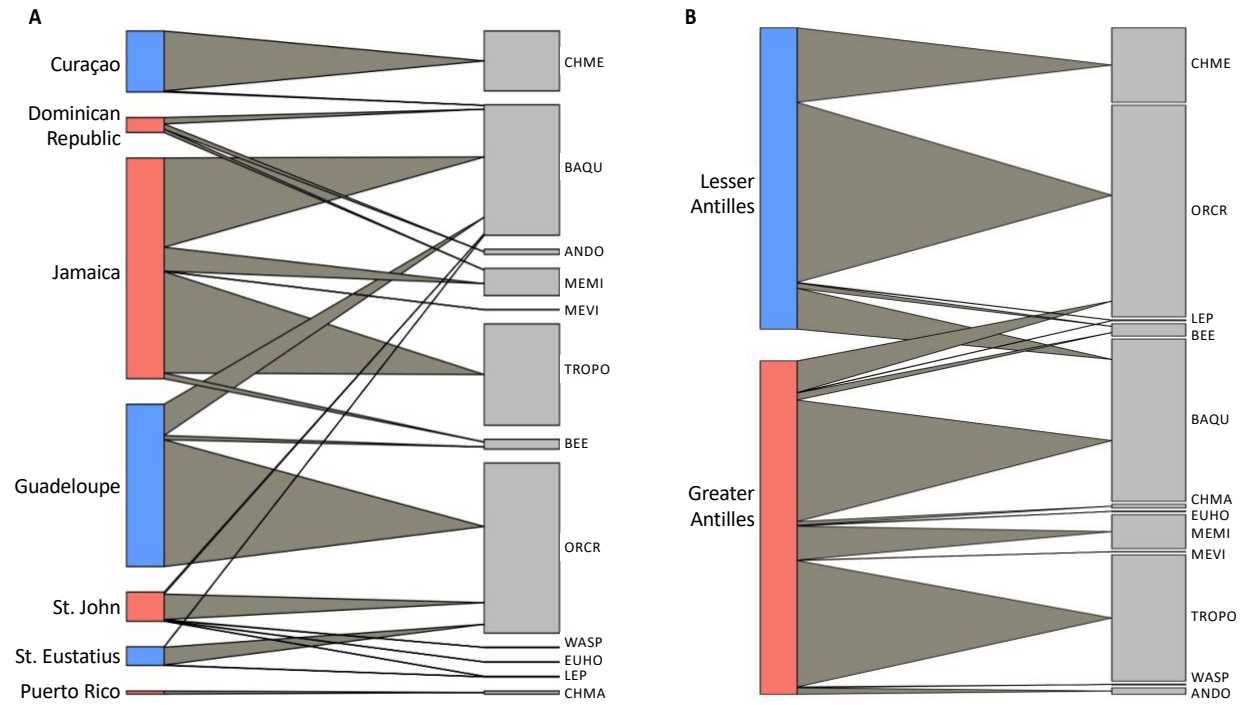 A
Curaçao
Dominican
Republic
Jamaica
Guadeloupe
St. John
St. Eustatius
Puerto Rico
CHME
BAQU
ANDO
MEMI
MEVI
TROPO
BEE
ORCR
WASP
EUHO
LEP
CHMA
B
Lesser
Antilles
Greater
Antilles
CHME
ORCR
LEP
BEE
BAQU
CHMA
EUHO
MEMI
MEVI
TROPO
WASP
ANDO